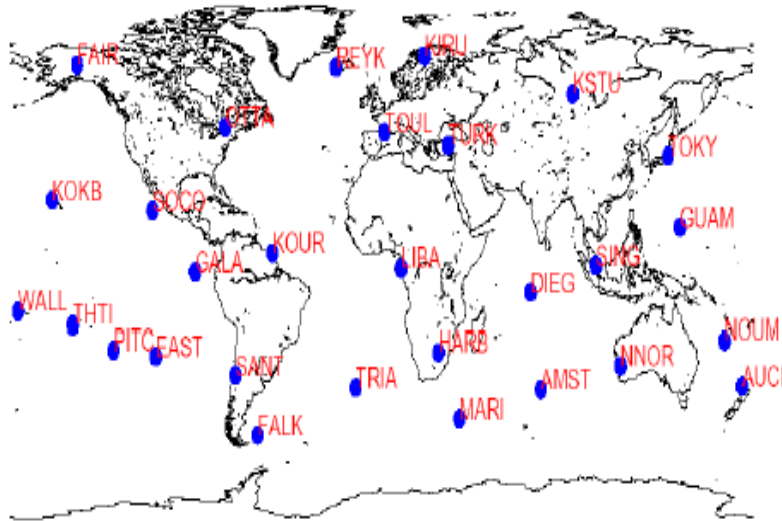 FAIR
REYK
KIRU
KSTU
OTTA
TOUL
TURK
TOKY
KOKB
SOCO
GUAM
KOUR
GALA
LIBA
SING
DIEG
WALL
THTI
PITC
EAST
HARB
NOUM
SANT
TRIA
NNOR
AMST
AUCK
MARI
FALK